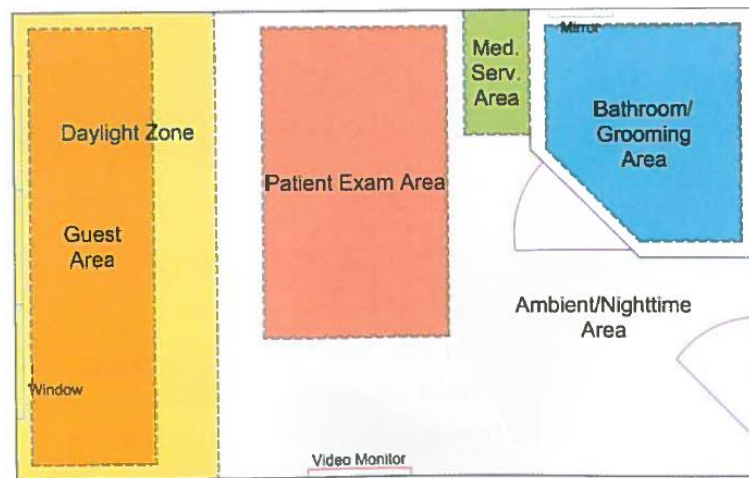 Mirror
Med.
Serv.
Area
Bathroom/
Grooming
Area
Daylight Zone
Patient Exam Area
Guest
Area
Ambient/Nighttime
Area
Window
Video Monitor